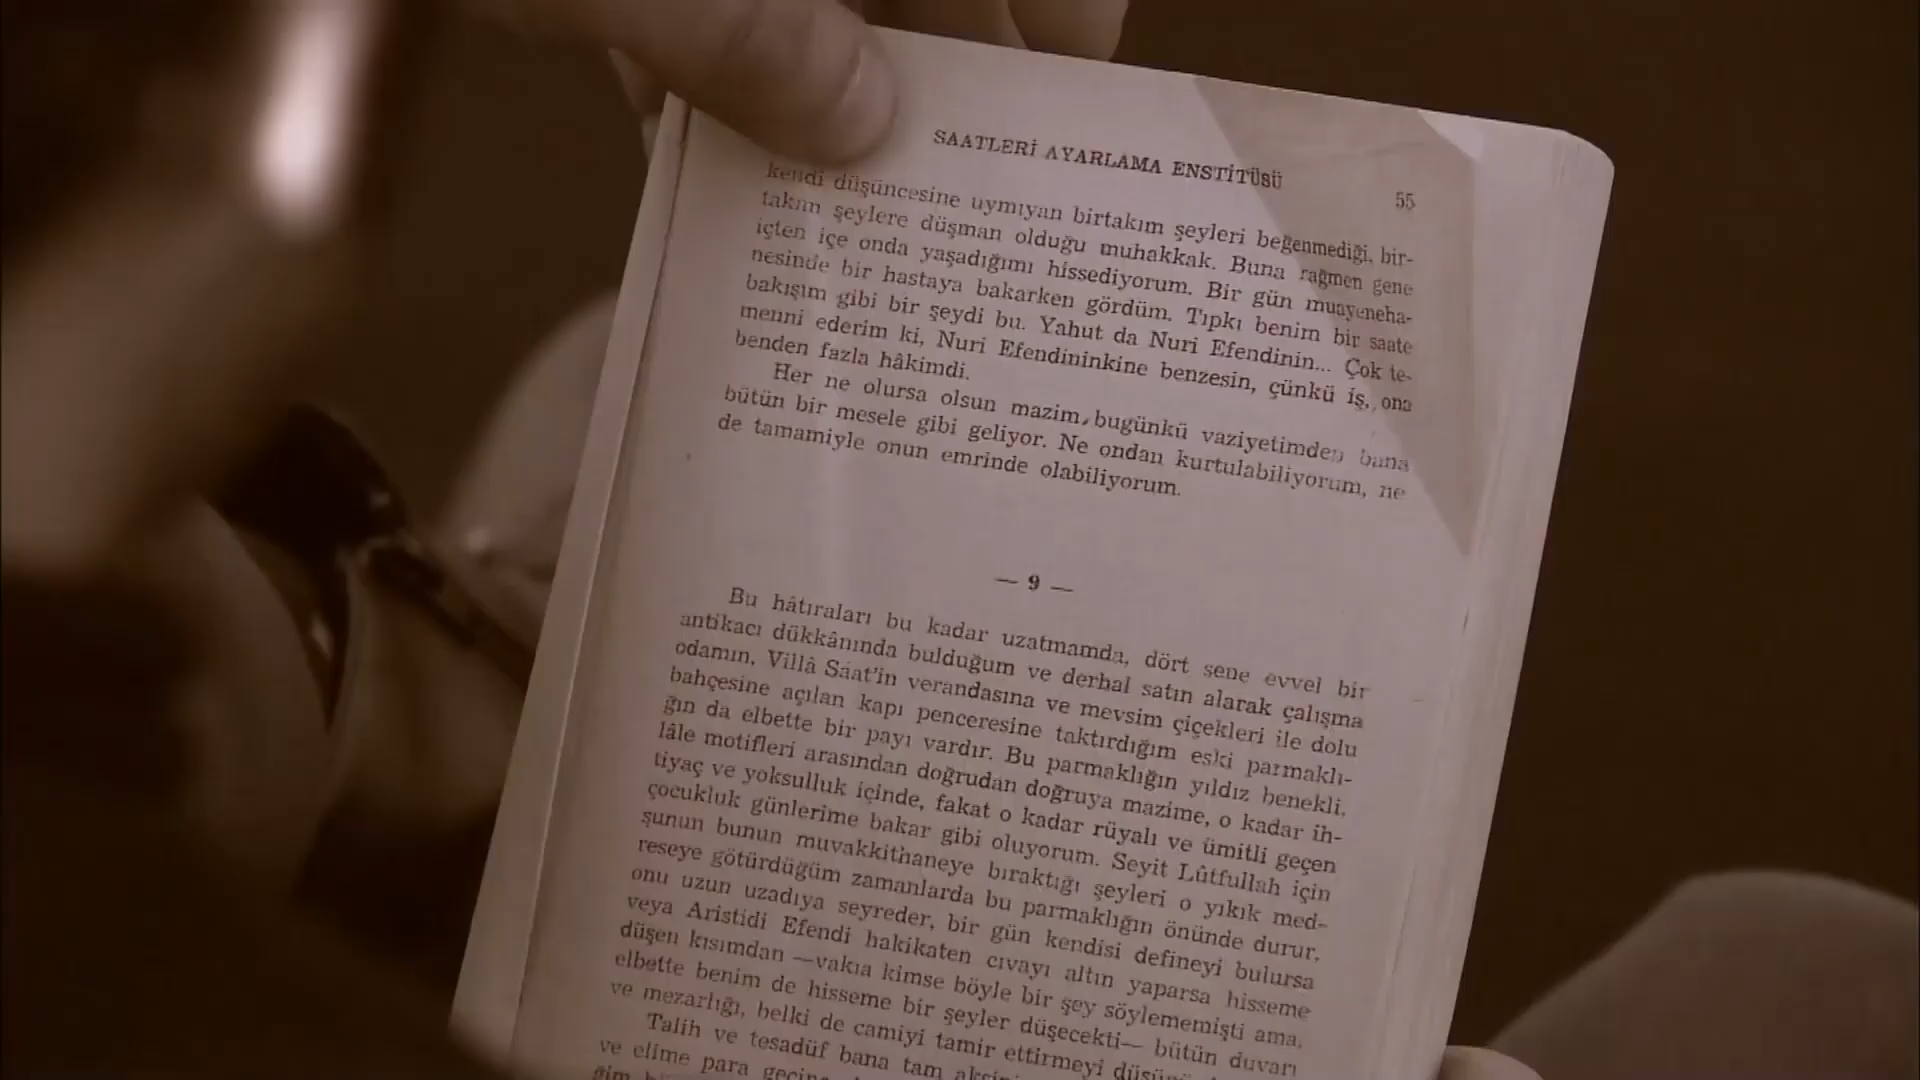 SAATLERİ AYARLAMA ENSTİTÜSÜ
55
kendi düşüncesine uymıyan birtakım şeyleri beğenmediği, bir-
takım şeylere düşman olduğu muhakkak. Buna rağmen gene
içten içe onda yaşadığımı hissediyorum. Bir gün muayeneha-
nesinde bir hastaya bakarken gördüm. Tıpkı benim bir saate
bakışım gibi bir şeydi bu. Yahut da Nuri Efendinin... Çok te-
menni ederim ki, Nuri Efendininkine benzesin, çünkü iş, ona
benden fazla hâkimdi.
Her ne olursa olsun mazim, bugünkü vaziyetimden bana
bütün bir mesele gibi geliyor. Ne ondan kurtulabiliyorum, ne
de tamamiyle onun emrinde olabiliyorum.
— 9 —
Bu hâtıraları bu kadar uzatmamda, dört sene evvel bir
antikacı dükkânında bulduğum ve derhal satın alarak çalışma
odamın, Villâ Saat'in verandasına ve mevsim çiçekleri ile dolu
bahçesine açılan kapı penceresine taktırdığım eski parmaklı-
ğın da elbette bir payı vardır. Bu parmaklığın yıldız benekli,
lâle motifleri arasından doğrudan doğruya mazime, o kadar ih-
tiyaç ve yoksulluk içinde, fakat o kadar rüyalı ve ümitli geçen
çocukluk günlerime bakar gibi oluyorum. Seyit Lûtfullah için
şunun bunun muvakkithaneye bıraktığı şeyleri o yıkık med-
reseye götürdüğüm zamanlarda bu parmaklığın önünde durur,
onu uzun uzadıya seyreder, bir gün kendisi defineyi bulursa
veya Aristidi Efendi hakikaten cıvayı altın yaparsa hisseme
düşen kısımdan —vakıa kimse böyle bir şey söylememişti ama,
elbette benim de hisseme bir şeyler düşecekti— bütün duvarı
ve mezarlığı, belki de camiyi tamir ettirmeyi
Talih ve tesadüf bana tam
ve elime para